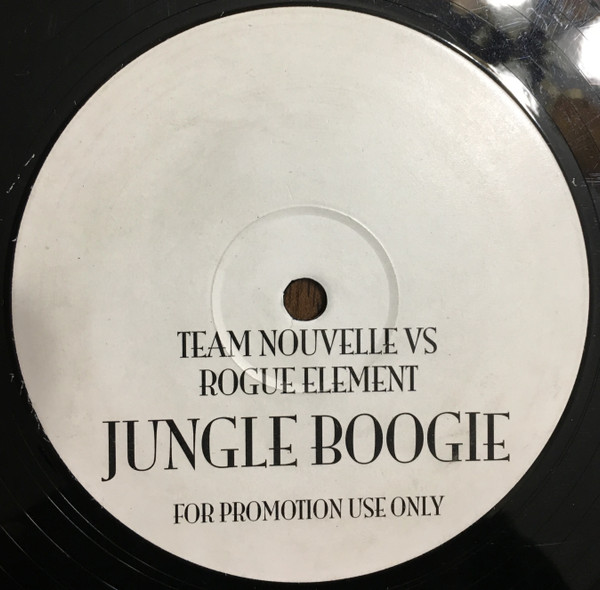 TEAM NOUVELLE VS
ROGUE ELEMENT
JUNGLE BOOGIE
FOR PROMOTION USE ONLY